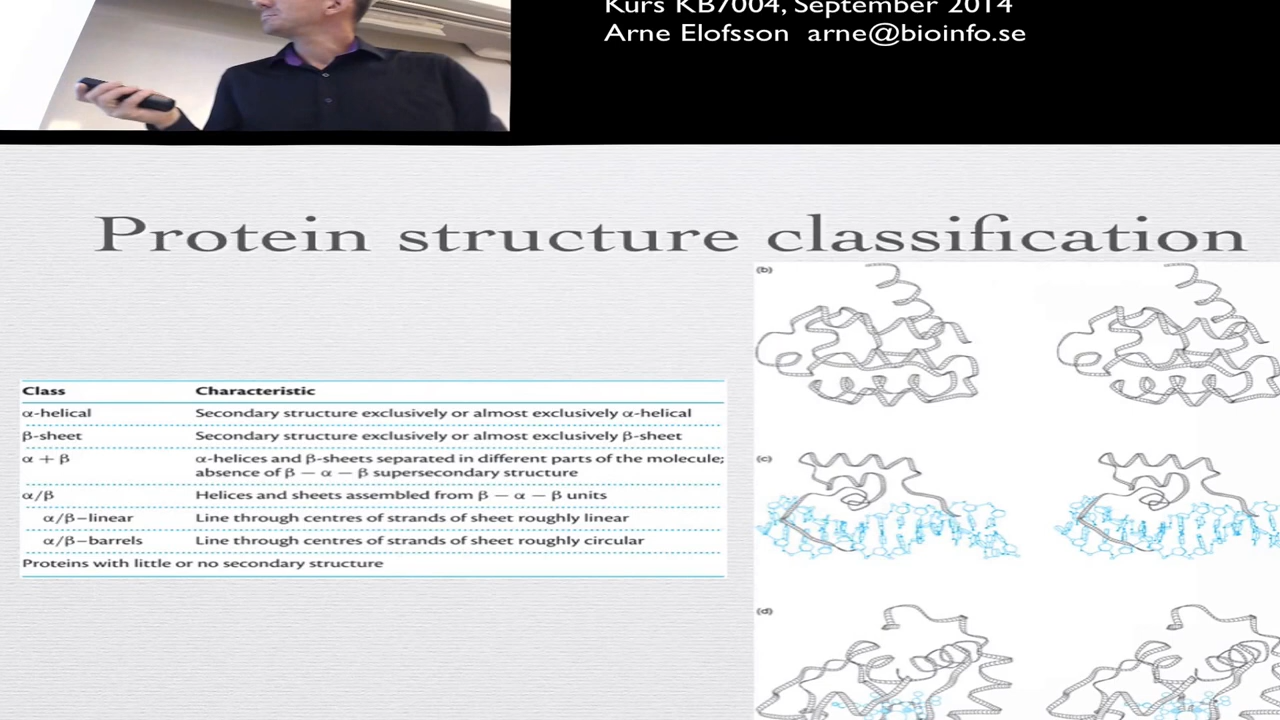 Kurs KB7004, September 2014
Arne Elofsson arne@bioinfo.se
Protein structure classification
(b)
Class Characteristic
α-helical Secondary structure exclusively or almost exclusively α-helical
β-sheet Secondary structure exclusively or almost exclusively β-sheet
α + β α-helices and β-sheets separated in different parts of the molecule;
absence of β — α — β supersecondary structure
α/β Helices and sheets assembled from β — α — β units
α/β–linear Line through centres of strands of sheet roughly linear
α/β–barrels Line through centres of strands of sheet roughly circular
Proteins with little or no secondary structure
(c)
(d)